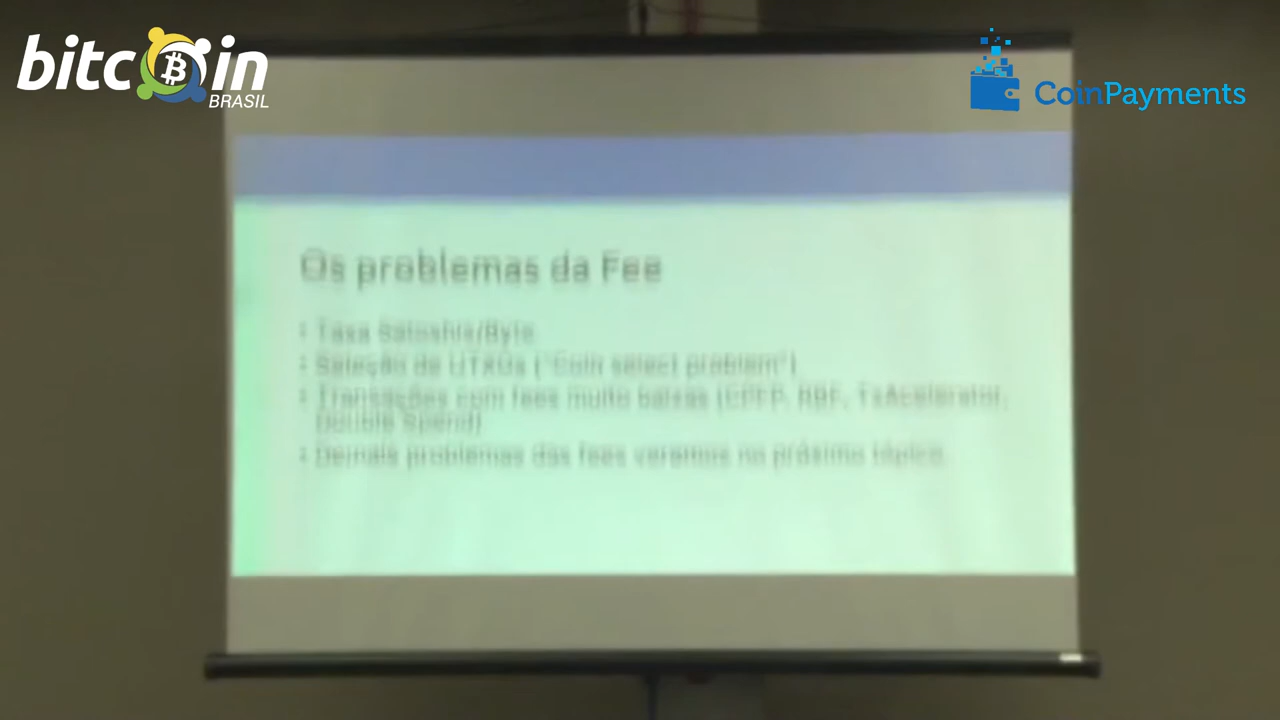 bitcoin
BRASIL
CoinPayments
Os problemas da Fee
• Taxa Satoshis/Byte
• Seleção de UTXOs ("Coin select problem")
• Transações com fees muito baixas (CPFP, RBF, TxAcelerator,
Double Spend)
• Demais problemas das fees veremos no próximo tópico.